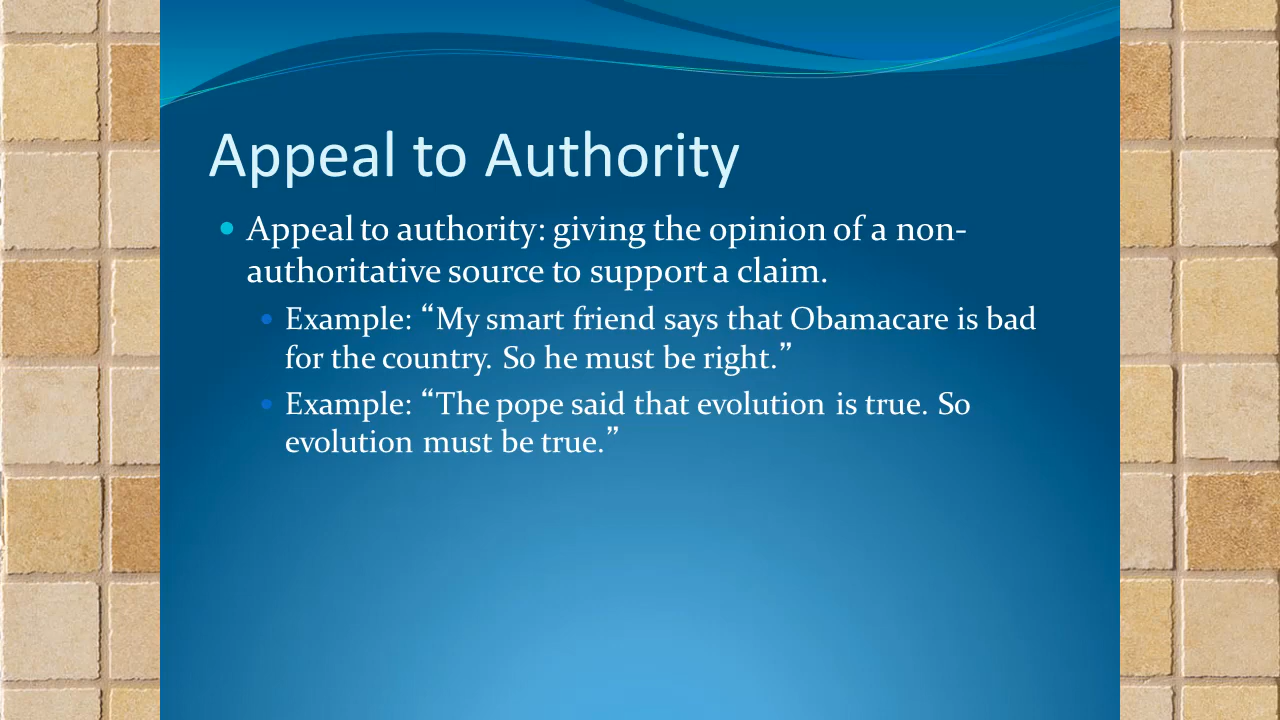 Appeal to Authority
Appeal to authority: giving the opinion of a non-
authoritative source to support a claim.
Example: “My smart friend says that Obamacare is bad
for the country. So he must be right.”
Example: “The pope said that evolution is true. So
evolution must be true.”